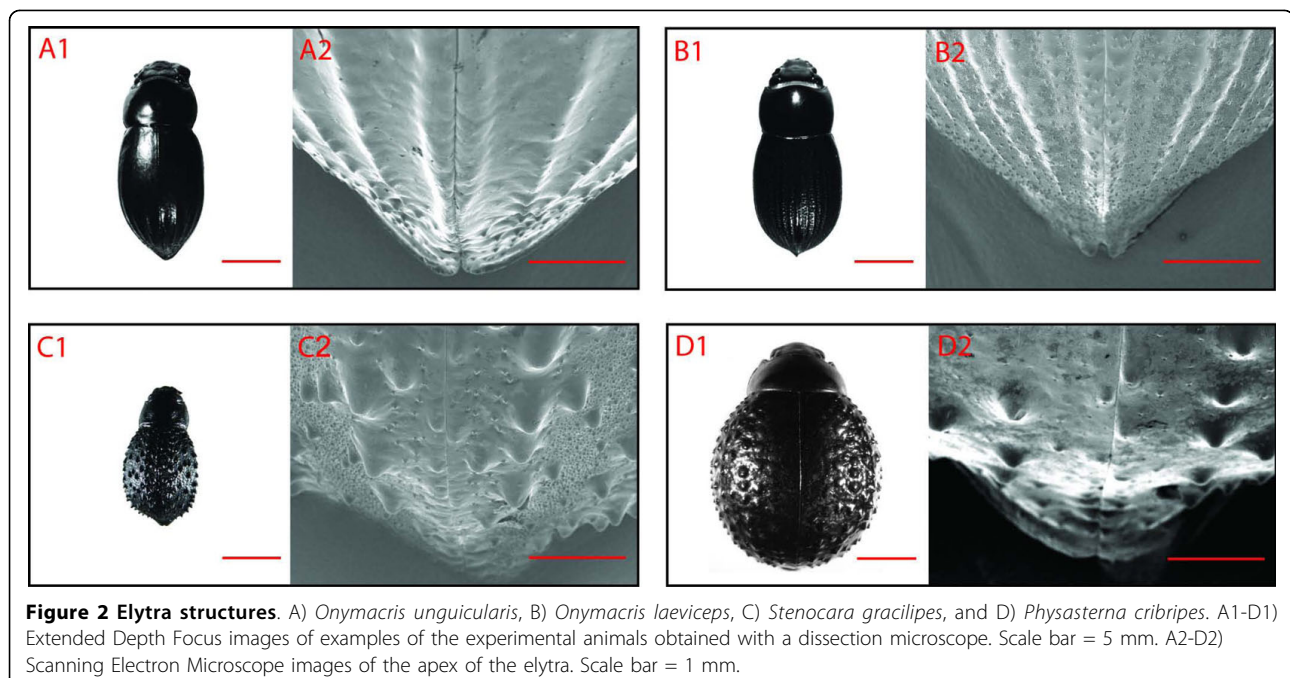 A1
A2
B1
B2
C1
C2
D1
D2
Figure 2 Elytra structures. A) Onymacris unguicularis, B) Onymacris laeviceps, C) Stenocara gracilipes, and D) Physasterna cribripes. A1-D1)
Extended Depth Focus images of examples of the experimental animals obtained with a dissection microscope. Scale bar = 5 mm. A2-D2)
Scanning Electron Microscope images of the apex of the elytra. Scale bar = 1 mm.